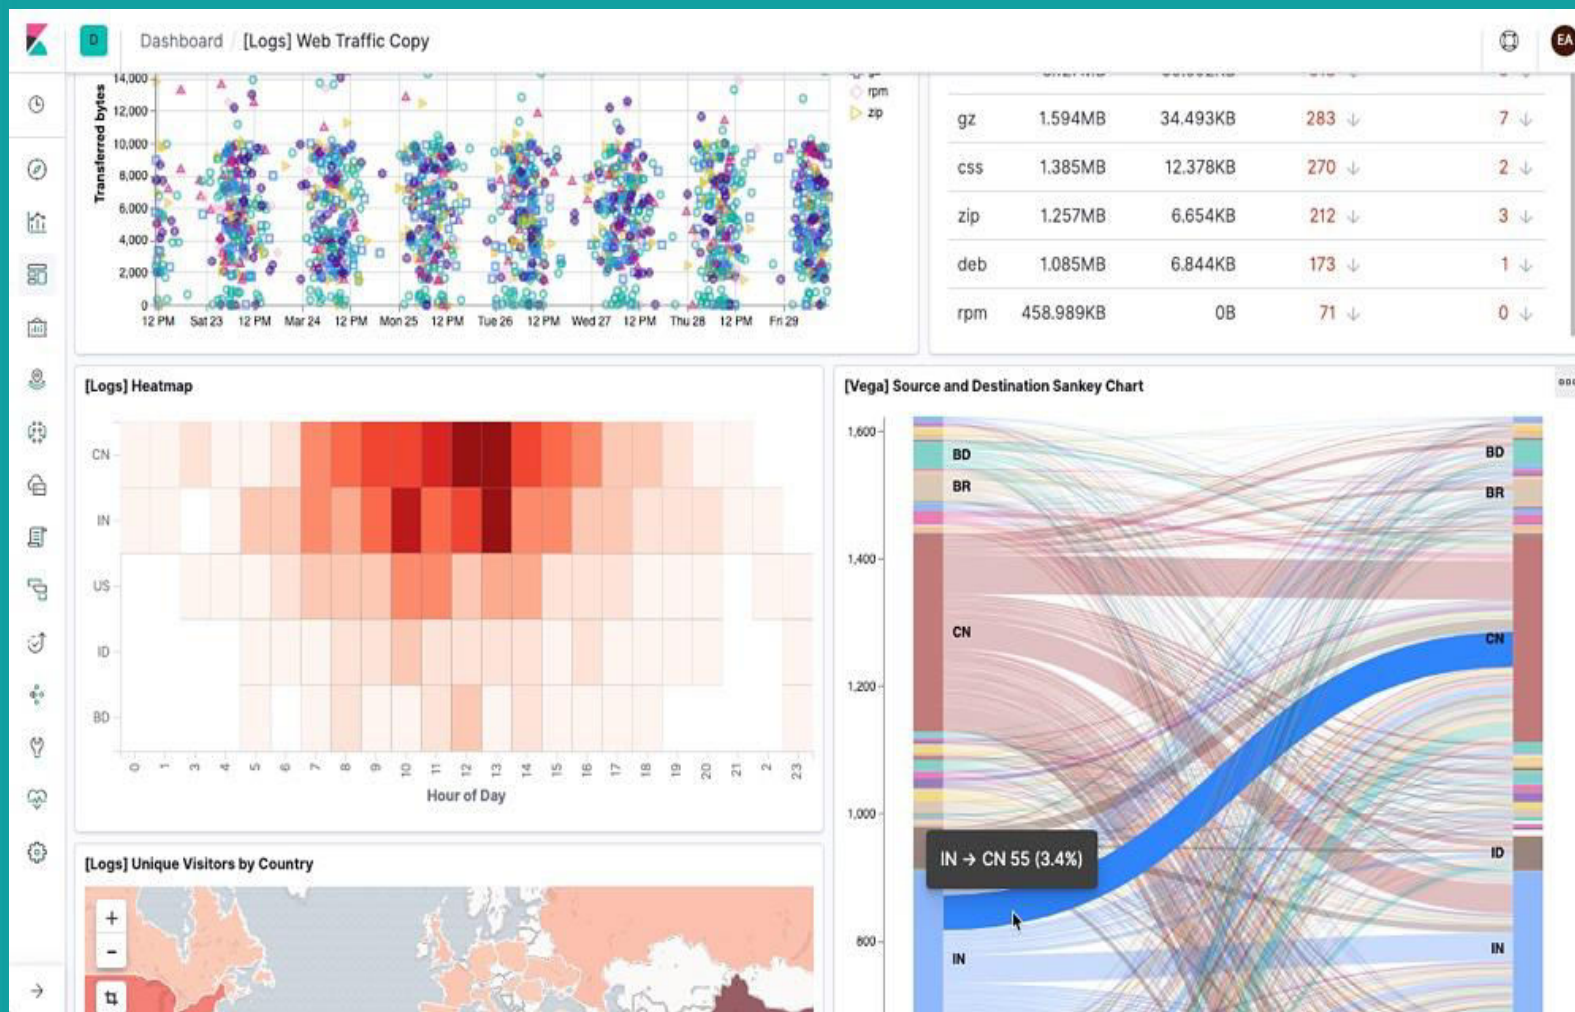 D Dashboard / [Logs] Web Traffic Copy EA
Transferred bytes
14,000
12,000
10,000
8,000
6,000
4,000
2,000
0
12 PM Sat 23 12 PM Mar 24 12 PM Mon 25 12 PM Tue 26 12 PM Wed 27 12 PM Thu 28 12 PM Fri 29
rpm
zip
gz 1.594MB 34.493KB 283 ↓ 7 ↓
css 1.385MB 12.378KB 270 ↓ 2 ↓
zip 1.257MB 6.654KB 212 ↓ 3 ↓
deb 1.085MB 6.844KB 173 ↓ 1 ↓
rpm 458.989KB 0B 71 ↓ 0 ↓
[Logs] Heatmap
CN
IN
US
ID
BD
0 1 3 4 5 6 7 8 9 10 11 12 13 14 15 16 17 18 19 20 21 2 23
Hour of Day
[Vega] Source and Destination Sankey Chart
1,600
1,400
1,200
1,000
800
BD BD
BR BR
CN CN
ID
IN → CN 55 (3.4%)
IN IN
[Logs] Unique Visitors by Country
+
−